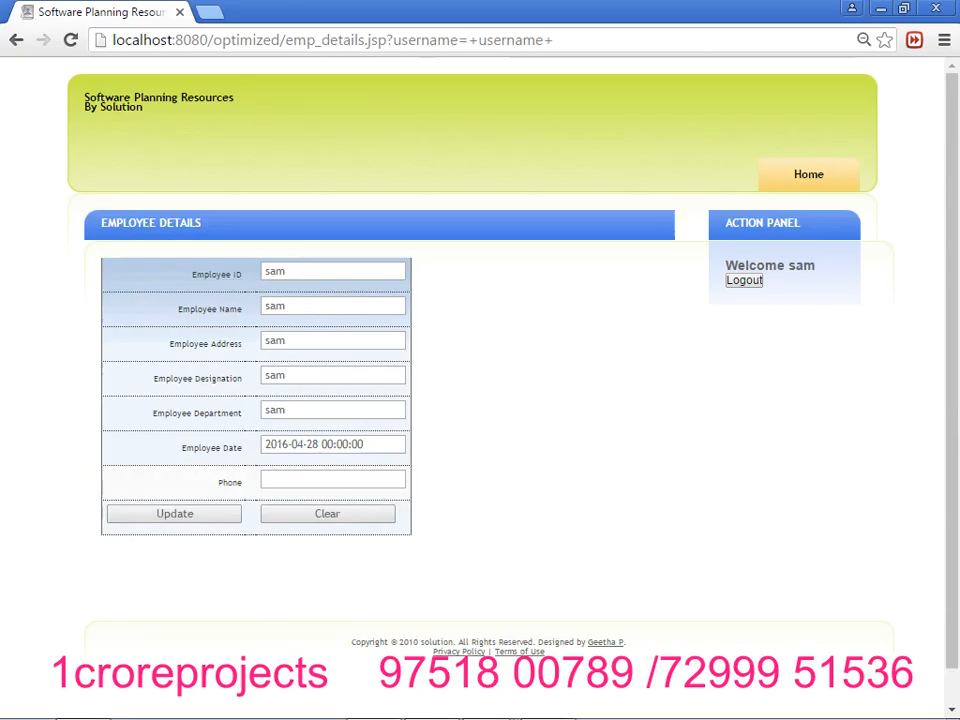 Software Planning Resour
localhost:8080/optimized/emp_details.jsp?username=+username+
Software Planning Resources
By Solution
Home
EMPLOYEE DETAILS
ACTION PANEL
Welcome sam
Logout
Employee ID sam
Employee Name sam
Employee Address sam
Employee Designation sam
Employee Department sam
Employee Date 2016-04-28 00:00:00
Phone
Update Clear
Copyright © 2010 solution. All Rights Reserved. Designed by Geetha P.
Privacy Policy | Terms of Use
1croreprojects 97518 00789 /72999 51536